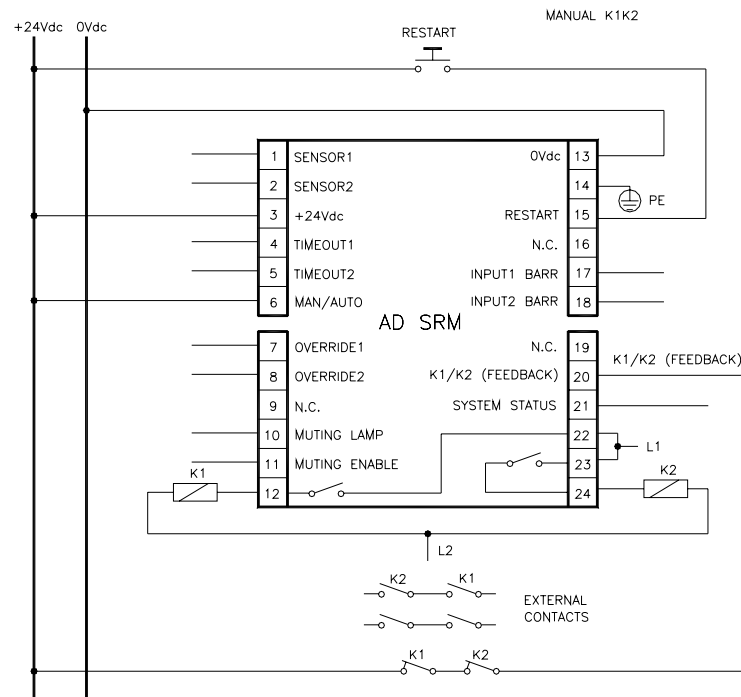 MANUAL K1K2
+24Vdc 0Vdc
RESTART
1 SENSOR1
2 SENSOR2
3 +24Vdc
4 TIMEOUT1
5 TIMEOUT2
6 MAN/AUTO
0Vdc 13
14 PE
RESTART 15
N.C. 16
INPUT1 BARR 17
INPUT2 BARR 18
AD SRM
7 OVERRIDE1
8 OVERRIDE2
9 N.C.
10 MUTING LAMP
11 MUTING ENABLE
12
N.C. 19
K1/K2 (FEEDBACK) 20
K1/K2 (FEEDBACK)
SYSTEM STATUS 21
22
23
24
L1
K1
K2
L2
K2 K1
EXTERNAL
CONTACTS
K1 K2